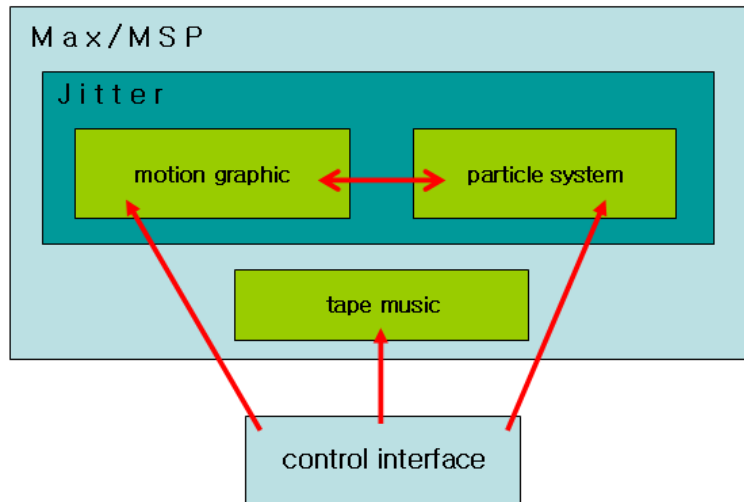 Max/MSP
Jitter
motion graphic
particle system
tape music
control interface